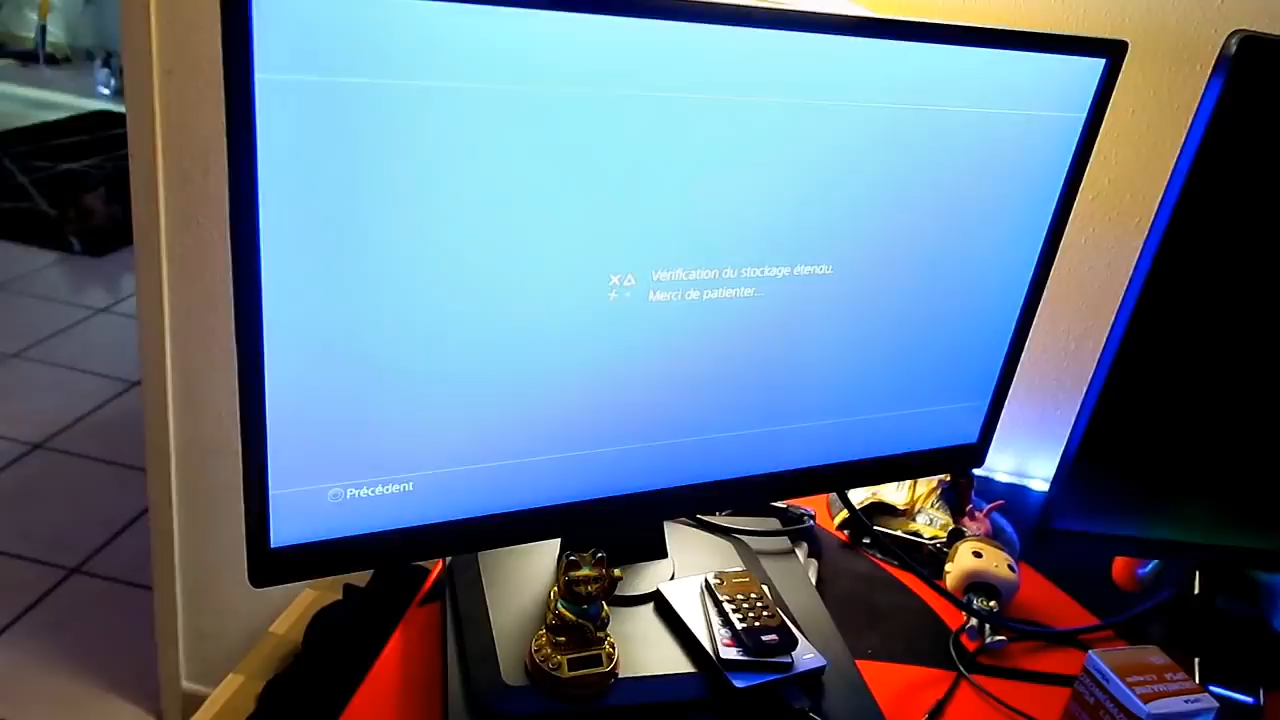 Vérification du stockage étendu.
Merci de patienter...
Précédent